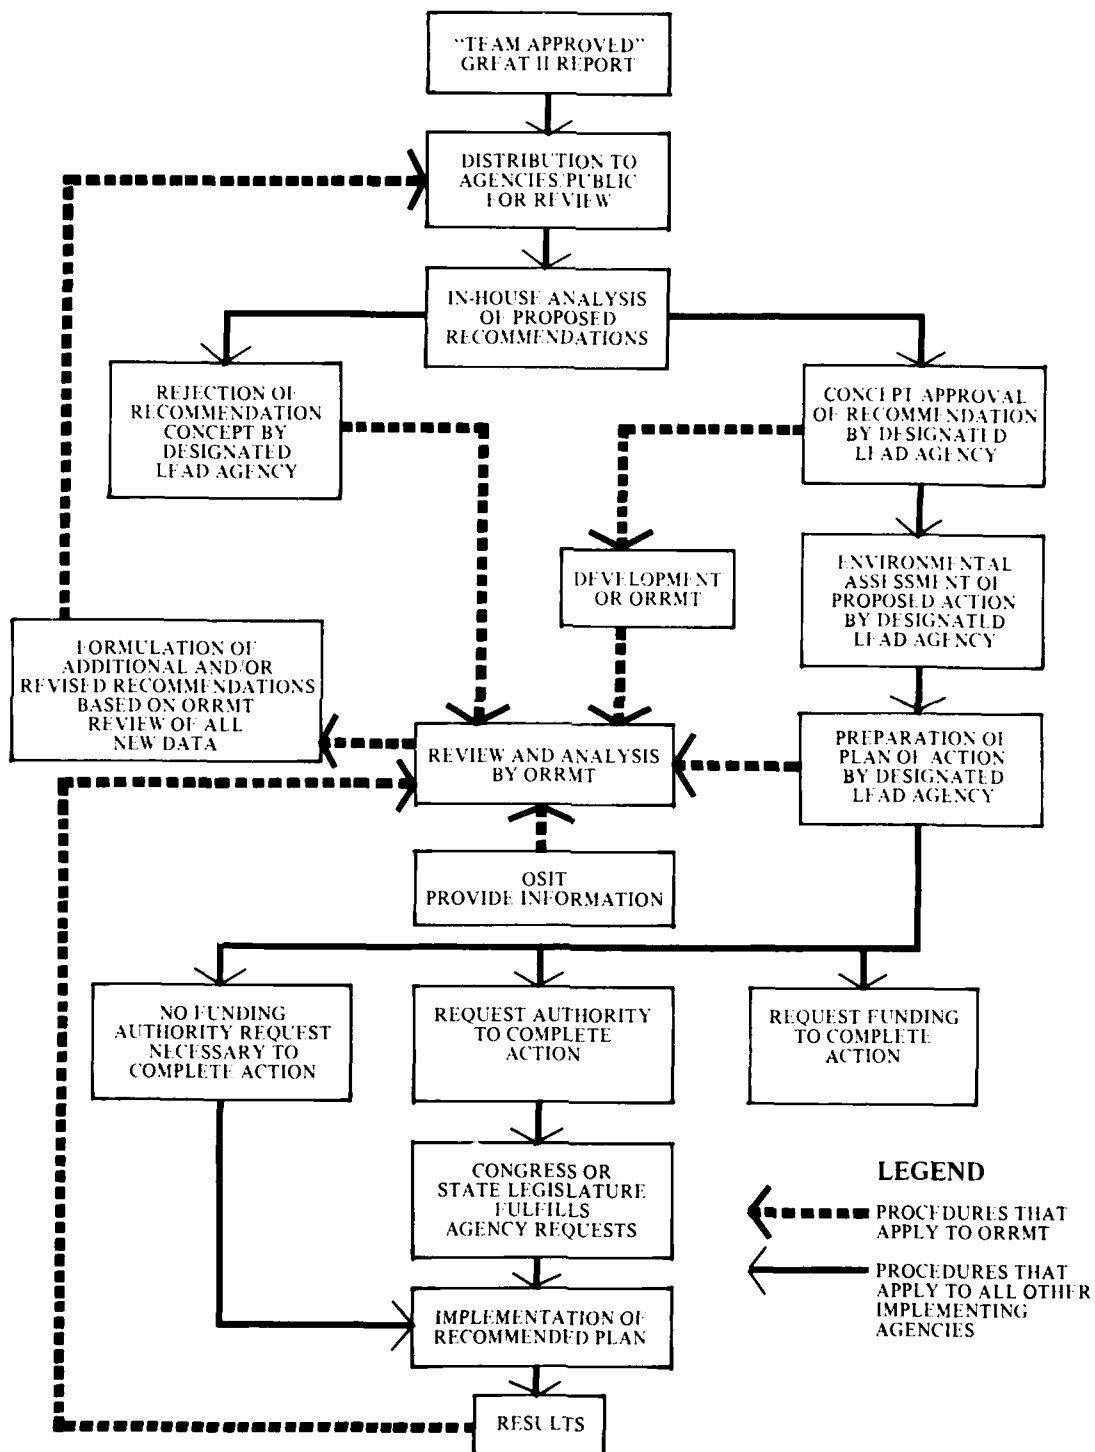 "TEAM APPROVED"
GREAT II REPORT
DISTRIBUTION TO
AGENCIES/PUBLIC
FOR REVIEW
IN-HOUSE ANALYSIS
OF PROPOSED
RECOMMENDATIONS
REJECTION OF
RECOMMENDATION
CONCEPT BY
DESIGNATED
LEAD AGENCY
CONCEPT APPROVAL
OF RECOMMENDATION
BY DESIGNATED
LEAD AGENCY
DEVELOPMENT
OR ORRMT
ENVIRONMENTAL
ASSESSMENT OF
PROPOSED ACTION
BY DESIGNATED
LEAD AGENCY
FORMULATION OF
ADDITIONAL AND/OR
REVISED RECOMMENDATIONS
BASED ON ORRMT
REVIEW OF ALL
NEW DATA
REVIEW AND ANALYSIS
BY ORRMT
PREPARATION OF
PLAN OF ACTION
BY DESIGNATED
LEAD AGENCY
OSIT
PROVIDE INFORMATION
NO FUNDING
AUTHORITY REQUEST
NECESSARY TO
COMPLETE ACTION
REQUEST AUTHORITY
TO COMPLETE
ACTION
REQUEST FUNDING
TO COMPLETE
ACTION
CONGRESS OR
STATE LEGISLATURE
FULFILLS
AGENCY REQUESTS
IMPLEMENTATION OF
RECOMMENDED PLAN
RESULTS
LEGEND
PROCEDURES THAT
APPLY TO ORRMT
PROCEDURES THAT
APPLY TO ALL OTHER
IMPLEMENTING
AGENCIES